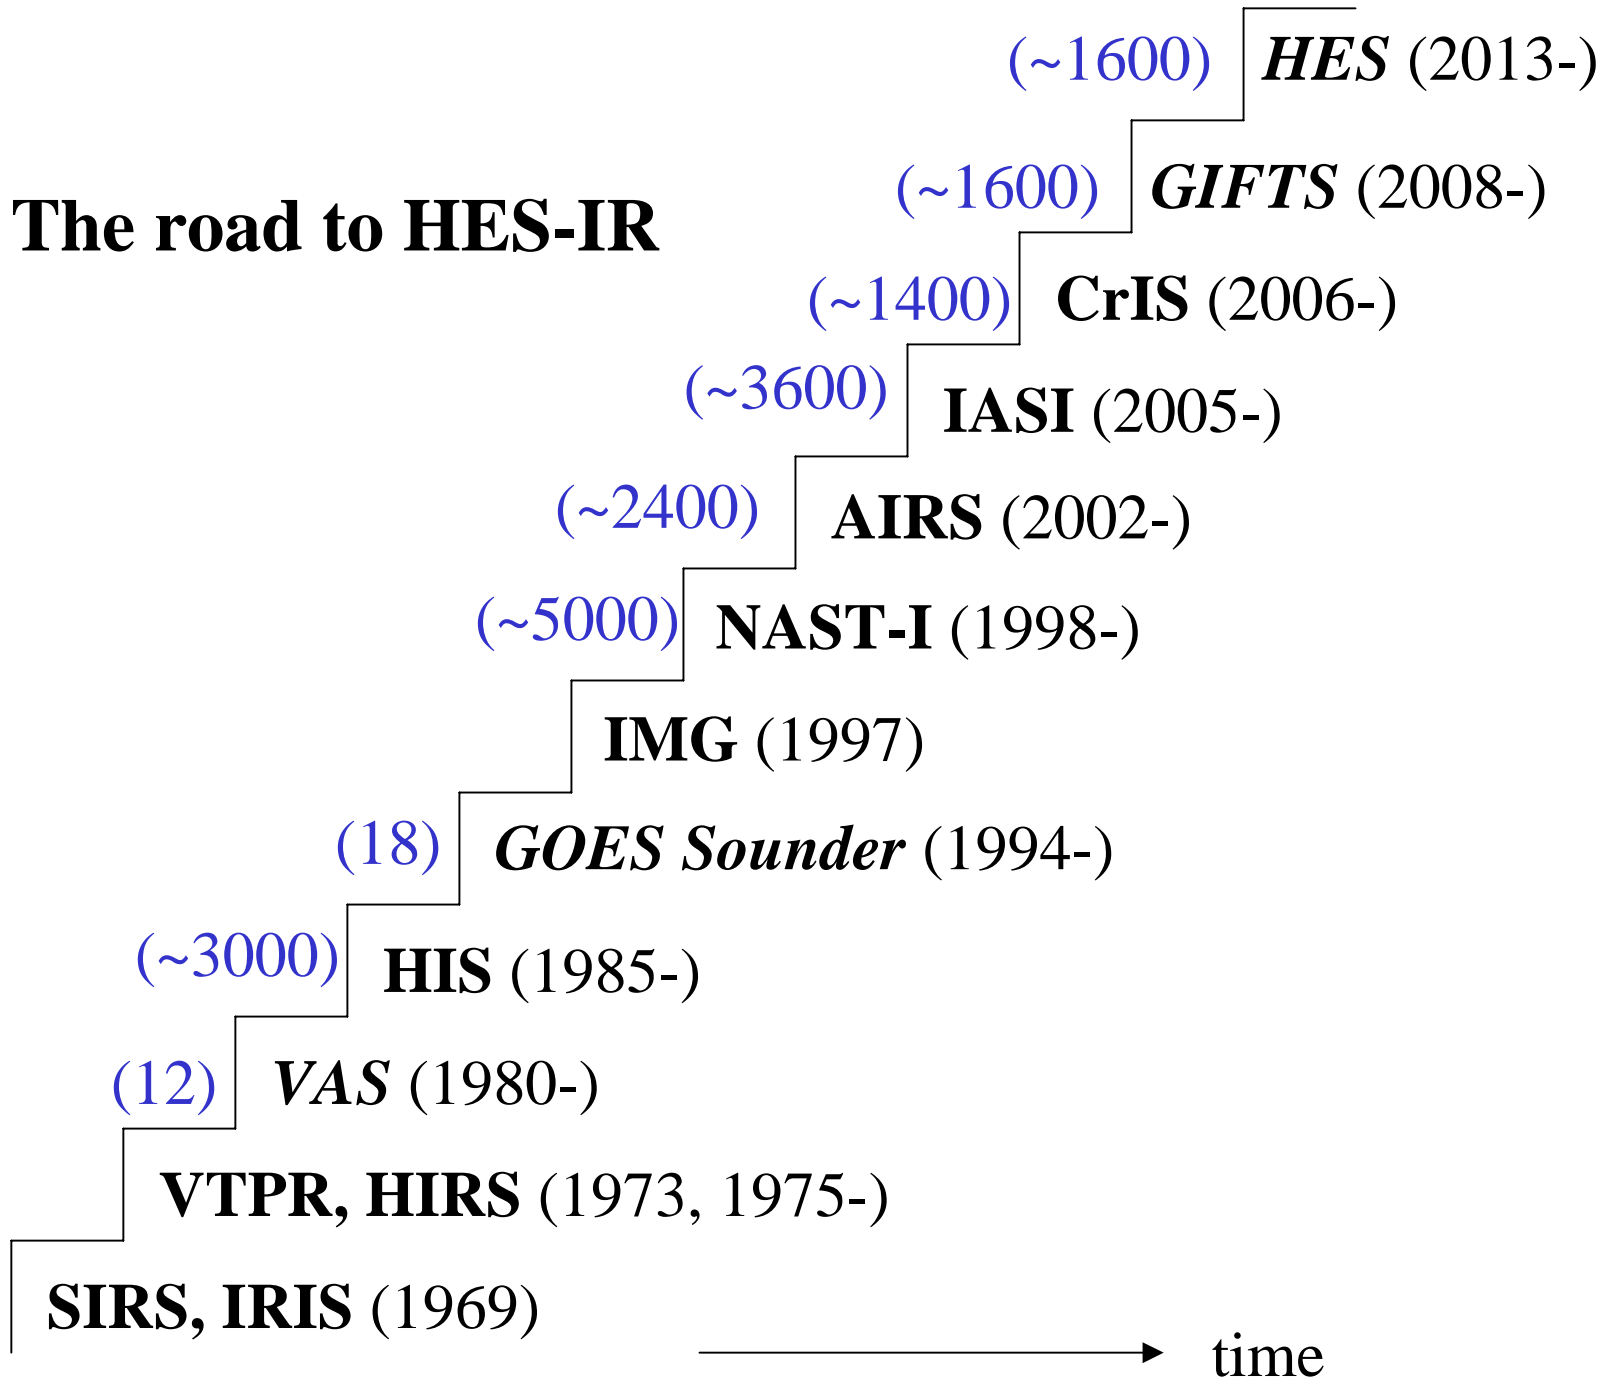 (~1600) HES (2013-)
(~1600) GIFTS (2008-)
The road to HES-IR
(~1400) CrIS (2006-)
(~3600) IASI (2005-)
(~2400) AIRS (2002-)
(~5000) NAST-I (1998-)
IMG (1997)
(18) GOES Sounder (1994-)
(~3000) HIS (1985-)
(12) VAS (1980-)
VTPR, HIRS (1973, 1975-)
SIRS, IRIS (1969)
time